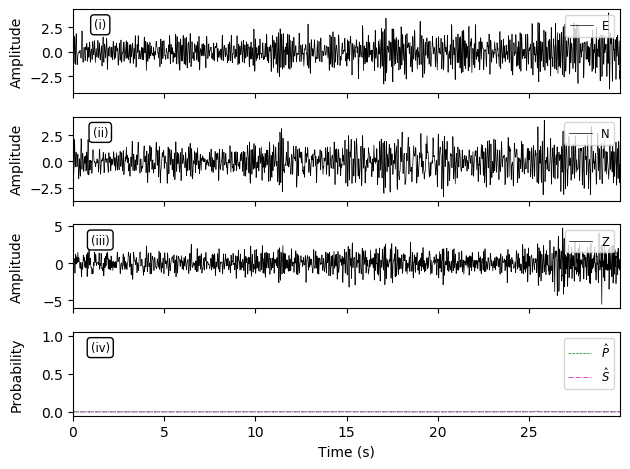 Amplitude
2.5
0.0
−2.5
(i)
E
Amplitude
2.5
0.0
−2.5
(ii)
N
Amplitude
5
0
−5
(iii)
Z
Probability
1.0
0.5
0.0
(iv)
P̂
Ŝ
0 5 10 15 20 25
Time (s)